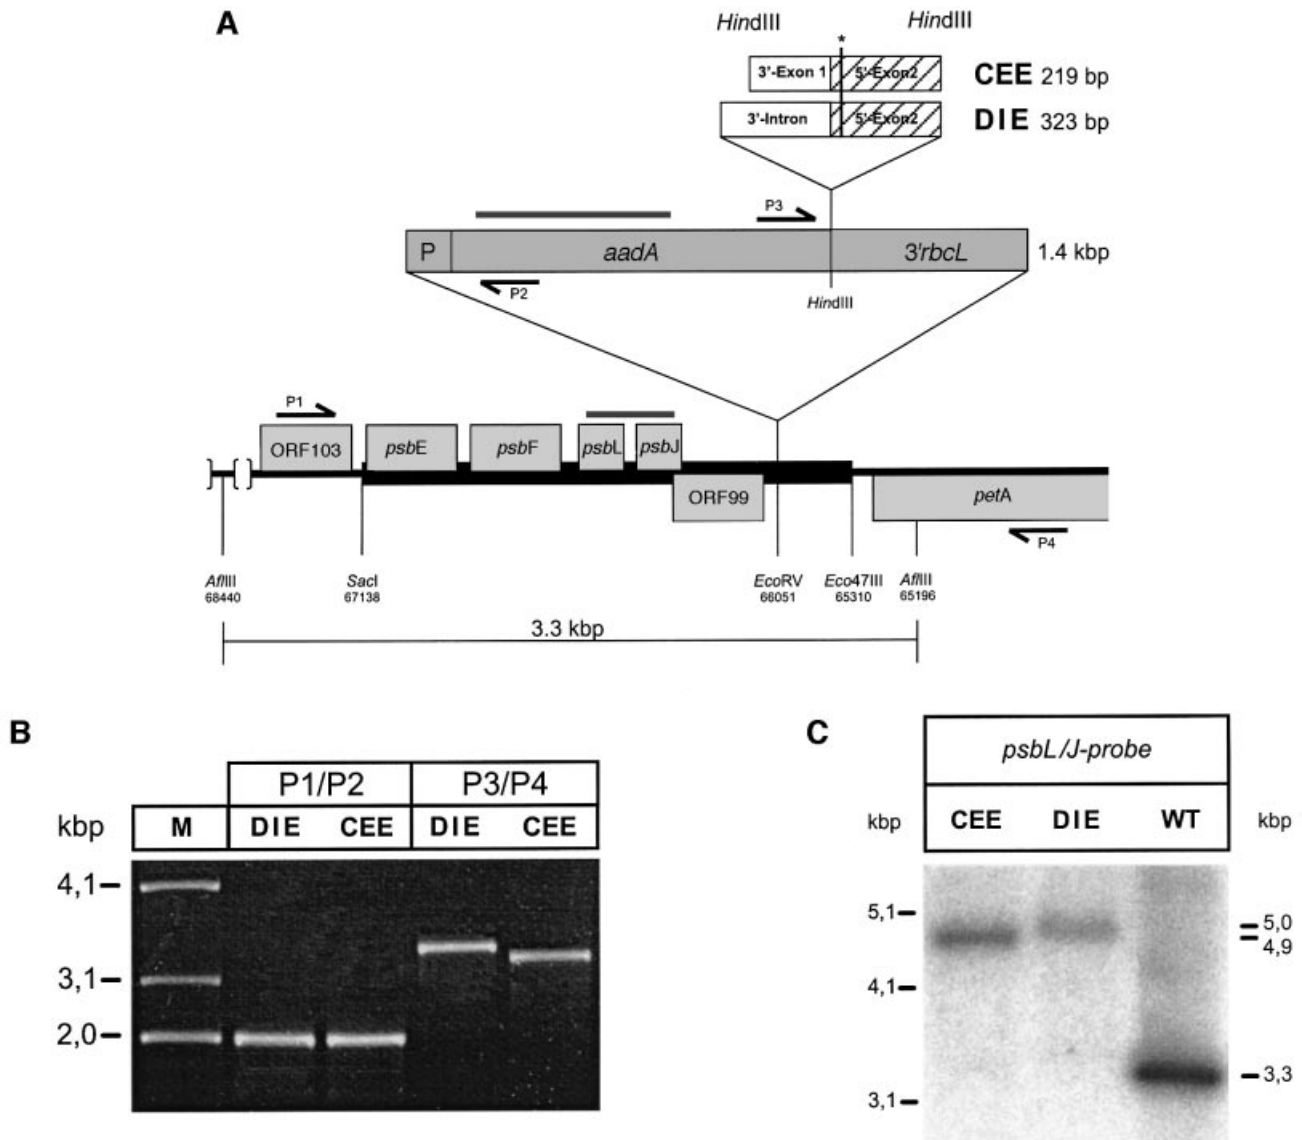 A
HindIII HindIII
*
3'-Exon 1 5'-Exon2 CEE 219 bp
3'-Intron 5'-Exon2 DIE 323 bp
P3
P aadA 3'rbcL 1.4 kbp
P2
HindIII
P1
ORF103 psbE psbF psbL psbJ
ORF99 petA
P4
AflIII SacI EcoRV Eco47III AflIII
68440 67138 66051 65310 65196
3.3 kbp
B
P1/P2 P3/P4
kbp M DIE CEE DIE CEE
4,1
3,1
2,0
C
psbL/J-probe
kbp CEE DIE WT kbp
5,1 5,0
4,9
4,1
3,3
3,1